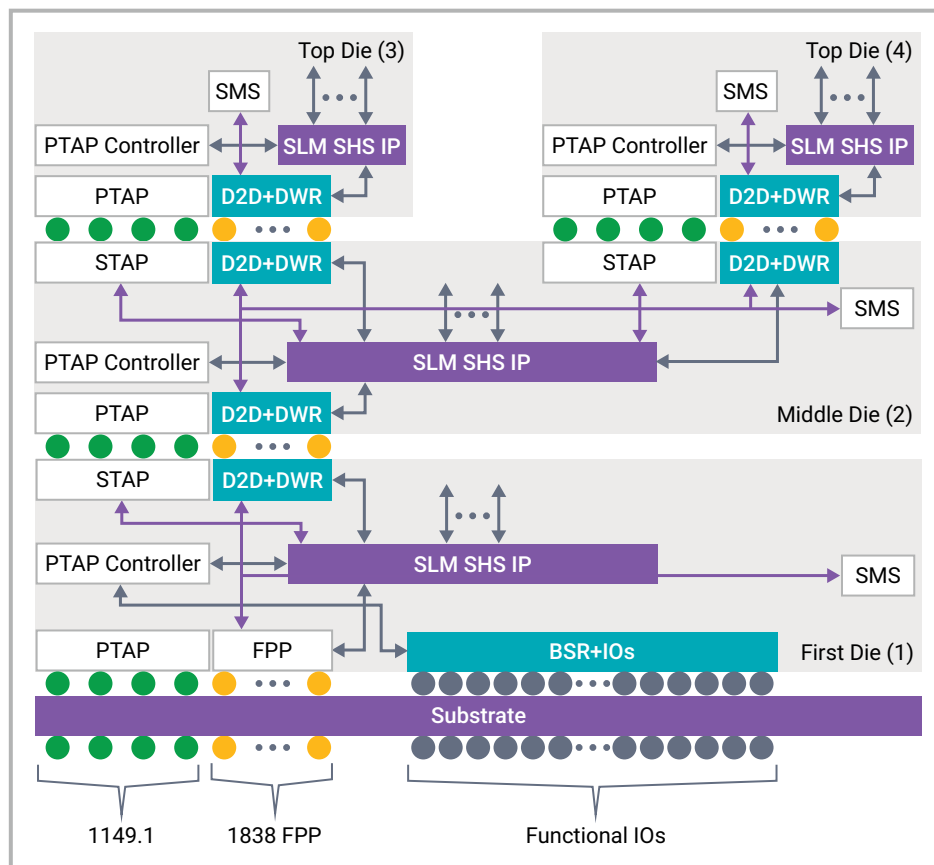 Top Die (3)
Top Die (4)
SMS
SMS
PTAP Controller
SLM SHS IP
PTAP Controller
SLM SHS IP
PTAP
D2D+DWR
PTAP
D2D+DWR
STAP
D2D+DWR
STAP
D2D+DWR
SMS
PTAP Controller
SLM SHS IP
PTAP
D2D+DWR
Middle Die (2)
STAP
D2D+DWR
PTAP Controller
SLM SHS IP
SMS
PTAP
FPP
BSR+IOs
First Die (1)
Substrate
1149.1
1838 FPP
Functional IOs